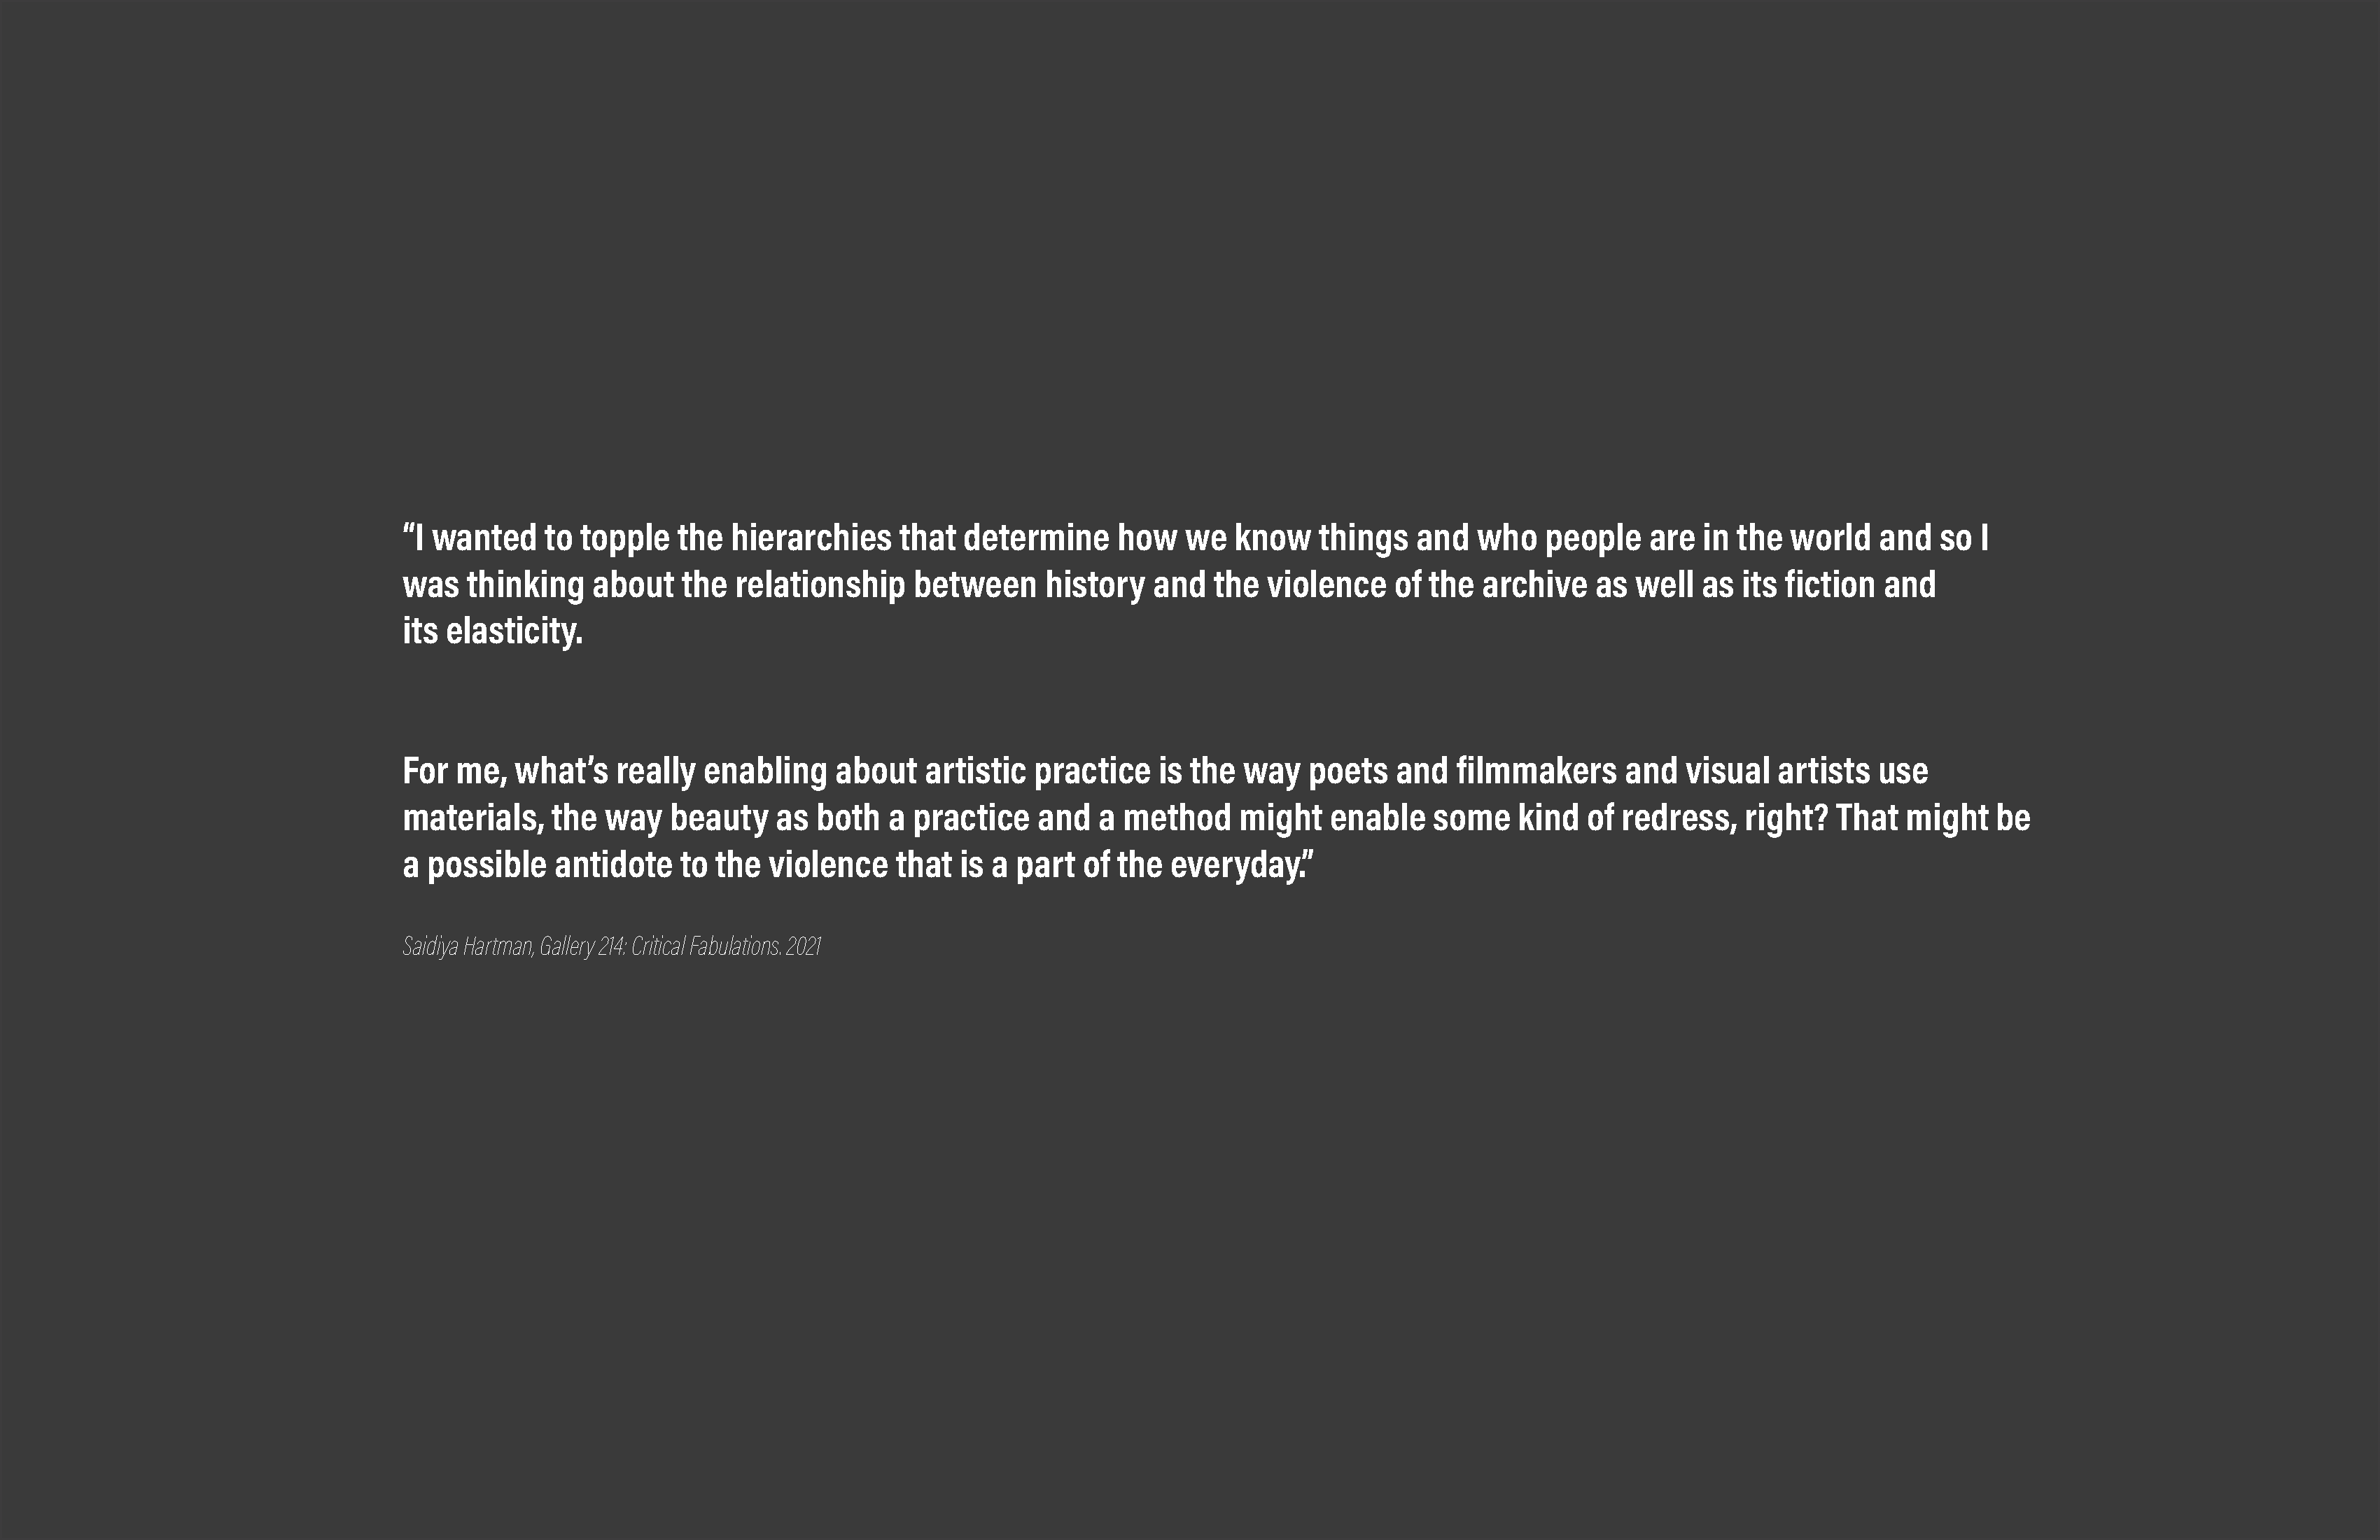 “I wanted to topple the hierarchies that determine how we know things and who people are in the world and so I
was thinking about the relationship between history and the violence of the archive as well as its fiction and
its elasticity.
For me, what’s really enabling about artistic practice is the way poets and filmmakers and visual artists use
materials, the way beauty as both a practice and a method might enable some kind of redress, right? That might be
a possible antidote to the violence that is a part of the everyday.”
Saidiya Hartman, Gallery 214: Critical Fabulations. 2021